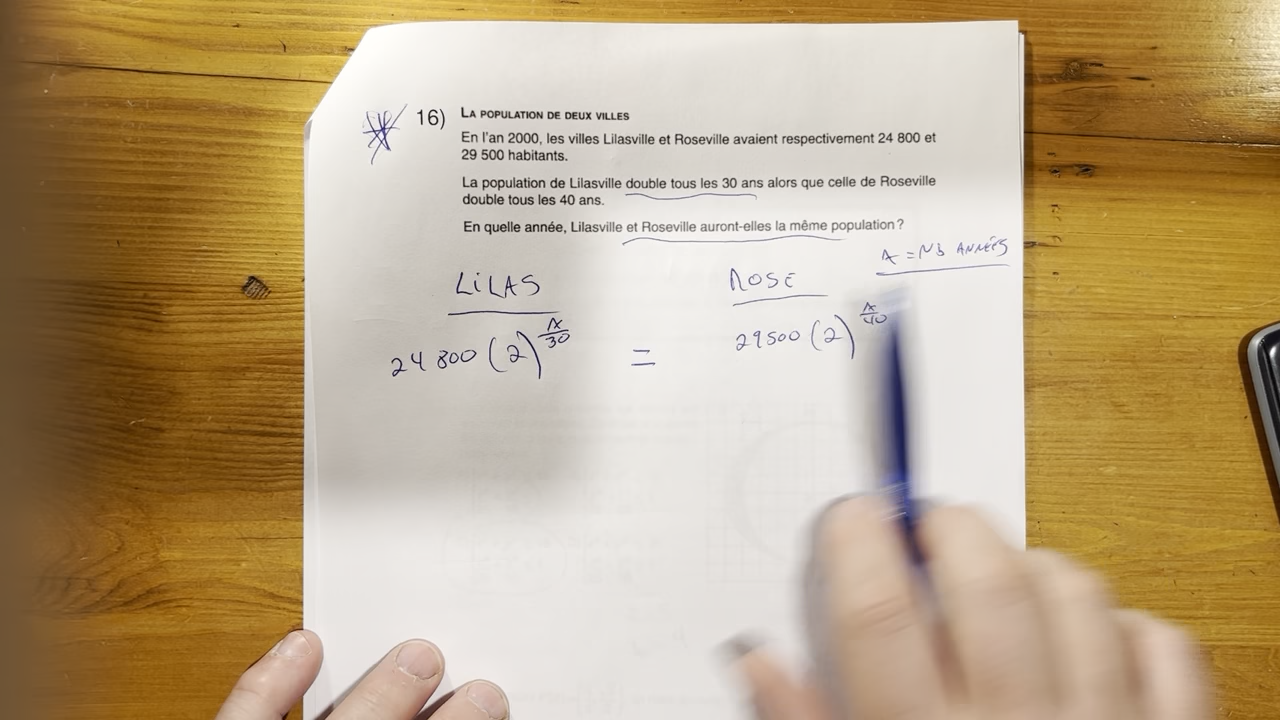 16) LA POPULATION DE DEUX VILLES
En l'an 2000, les villes Lilasville et Roseville avaient respectivement 24 800 et
29 500 habitants.
La population de Lilasville double tous les 30 ans alors que celle de Roseville
double tous les 40 ans.
En quelle année, Lilasville et Roseville auront-elles la même population ?
A = NB ANNÉES
LILAS ROSE
24 800 (2)^(A/30) = 29500 (2)^(A/40)